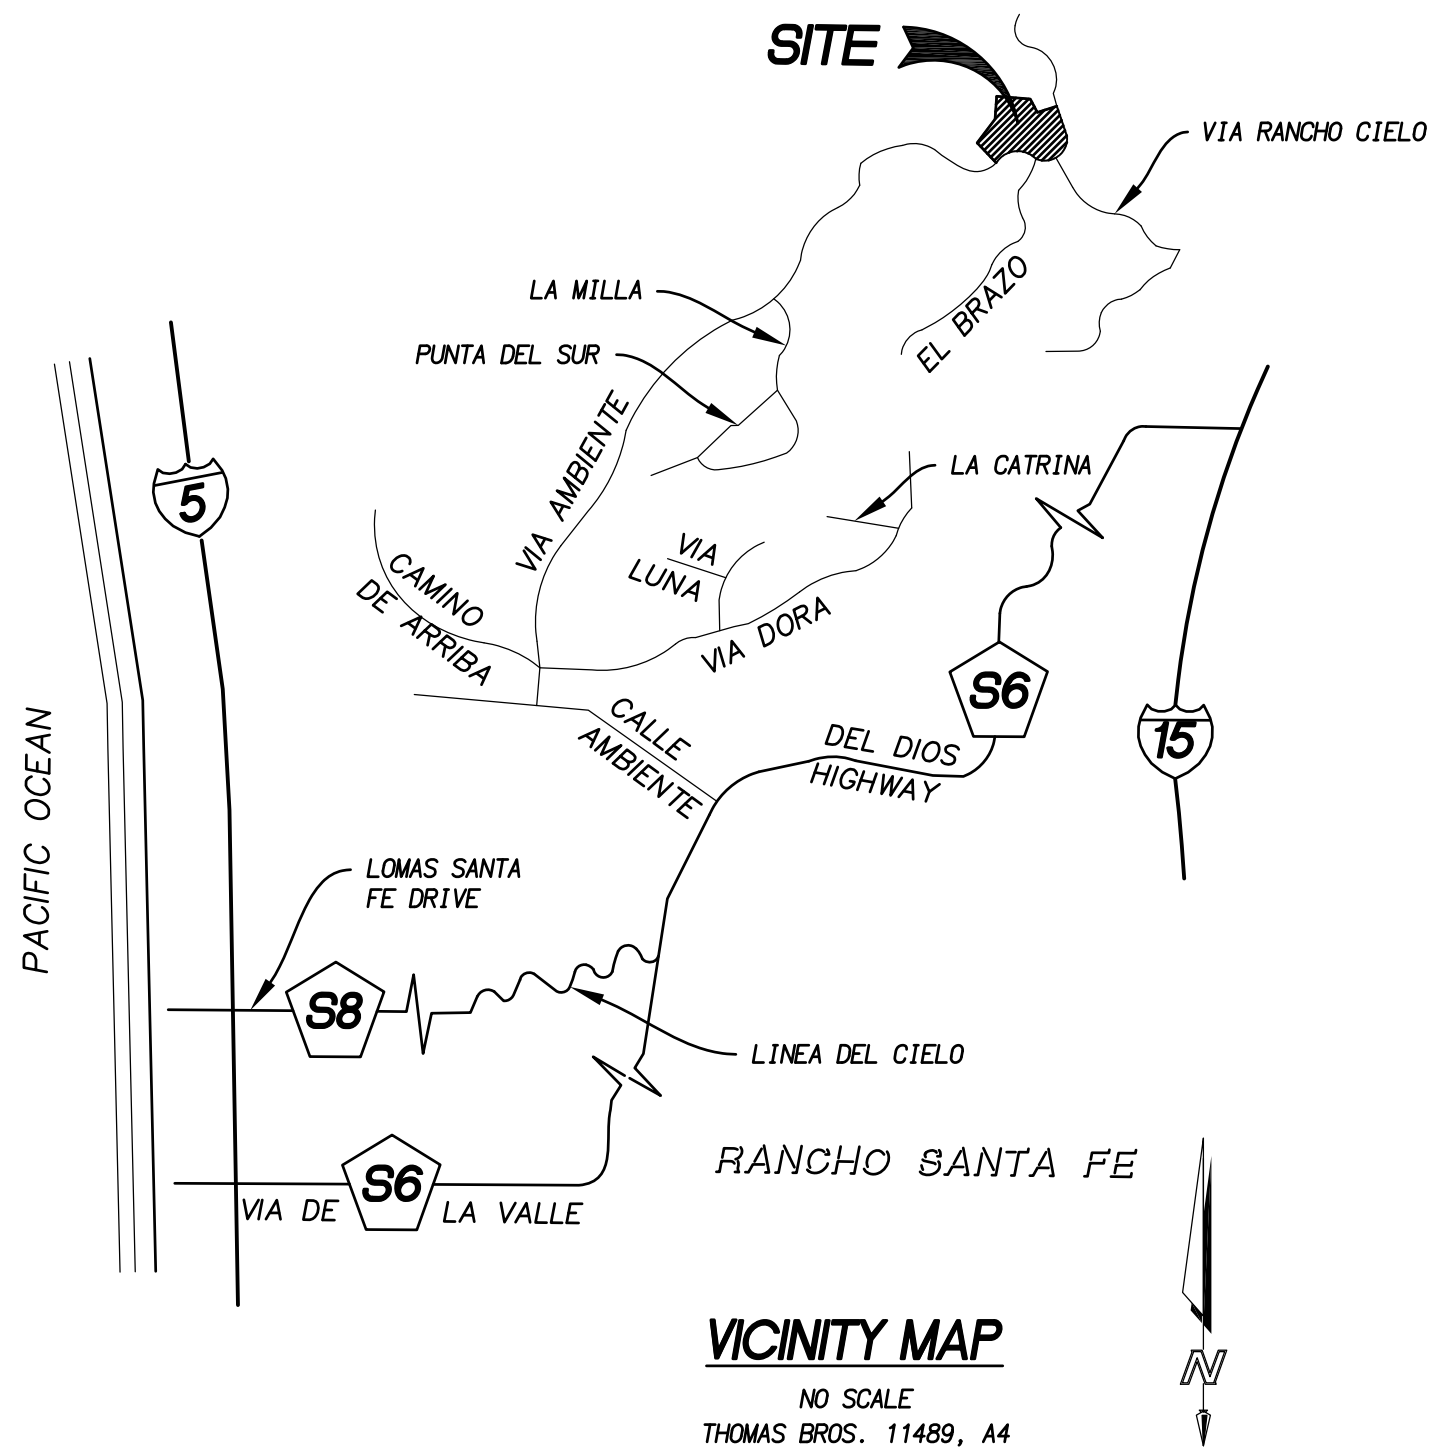 SITE
VIA RANCHO CIELO
LA MILLA
EL BRAZO
PUNTA DEL SUR
VIA AMBIENTE
LA CATRINA
5
VIA
LUNA
CAMINO
DE ARRIBA
VIA DORA
S6
CALLE
AMBIENTE
DEL DIOS
HIGHWAY
15
PACIFIC OCEAN
LOMAS SANTA
FE DRIVE
S8
LINEA DEL CIELO
RANCHO SANTA FE
S6
VIA DE LA VALLE
VICINITY MAP
N
NO SCALE
THOMAS BROS. 11489, A4